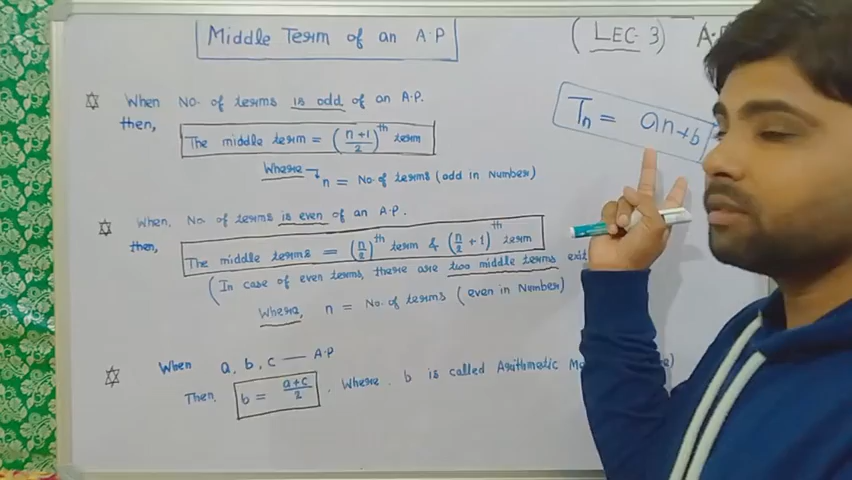 Middle Term of an A.P
(LEC-3)
When No. of terms is odd of an A.P.
then,
The middle term = (n+1/2)th term
Where n = No. of terms (odd in Number)
Tn = an+b
When, No. of terms is even of an A.P.
then,
The middle terms = (n/2)th term & (n/2 + 1)th term
(In case of even terms, there are two middle terms exit
Where, n = No. of terms (even in Number)
When a, b, c — A.P
Then, b = a+c/2 . Where, b is called Arithmetic